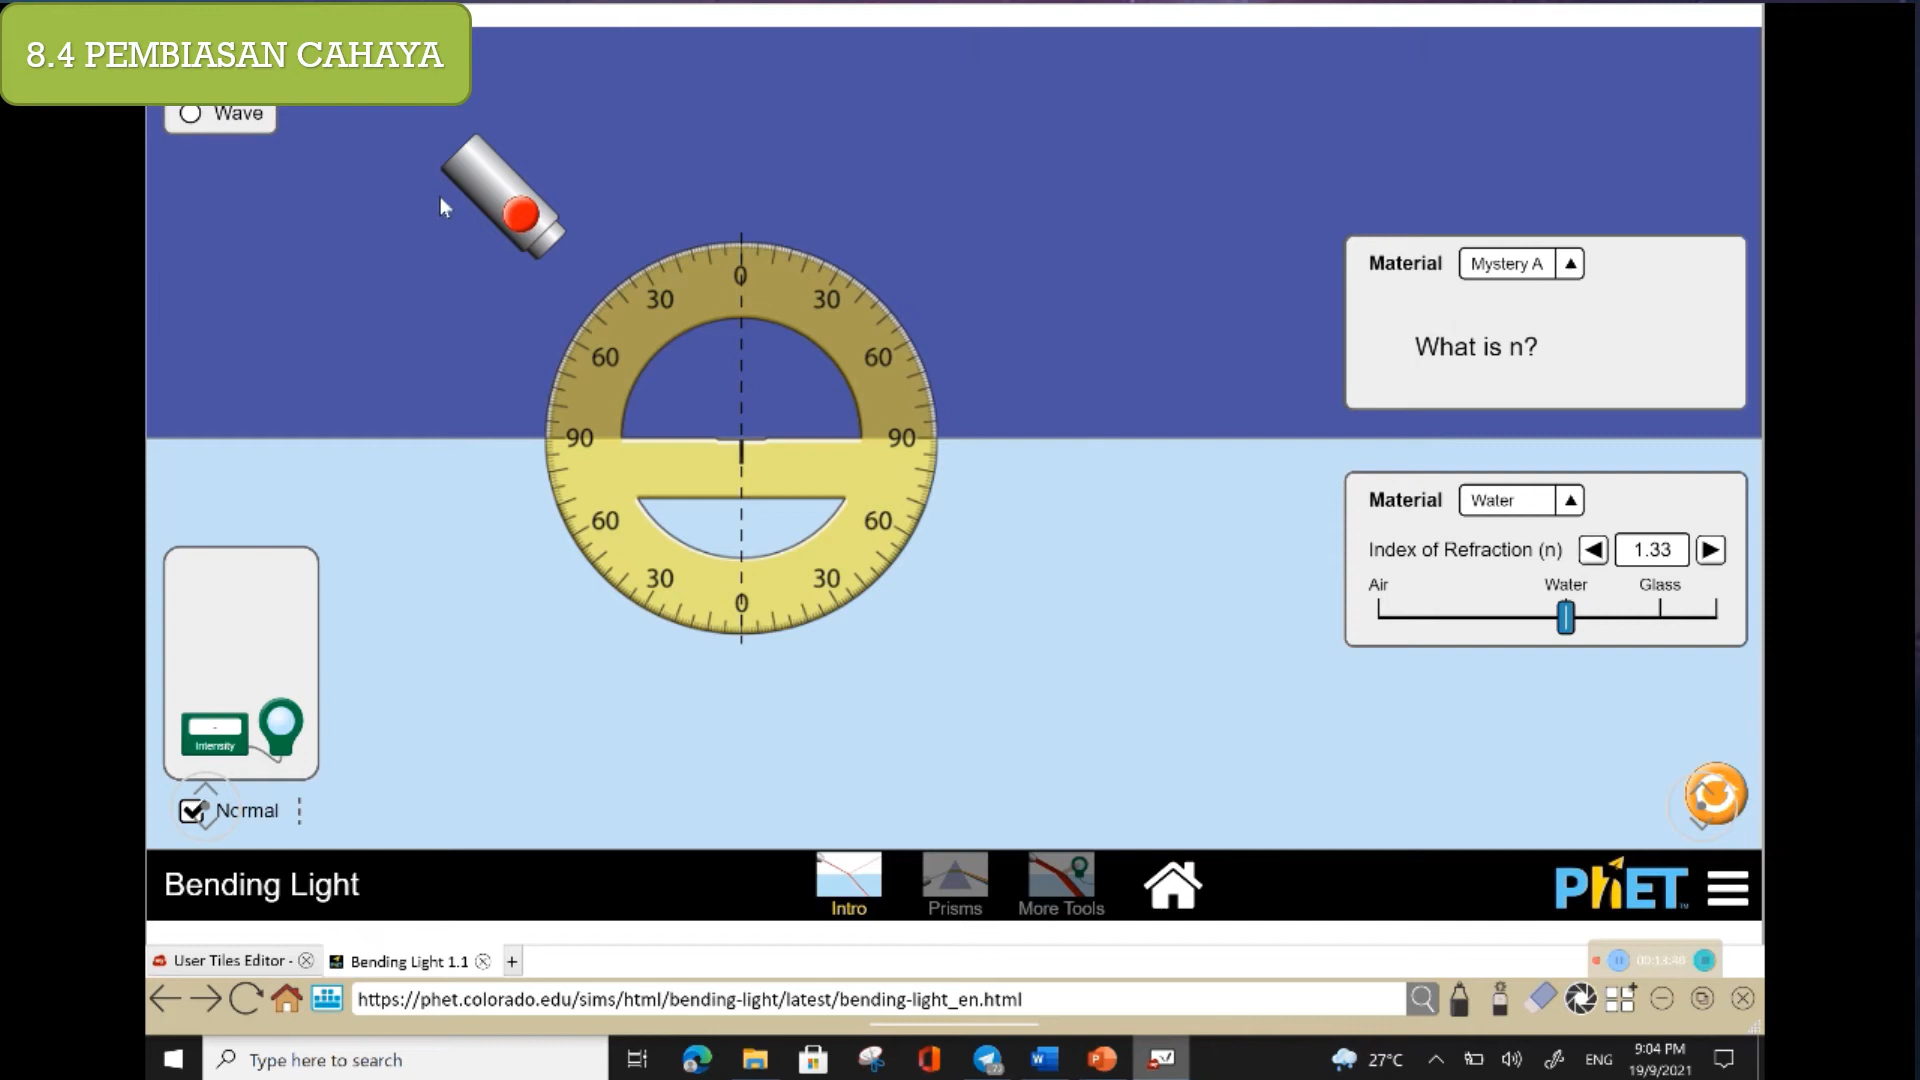 8.4 PEMBIASAN CAHAYA
Wave
0
30 30
60 60
90 90
60 60
30 30
0
Material Mystery A
What is n?
Material Water
Index of Refraction (n) 1.33
Air Water Glass
-
Intensity
Normal
Bending Light
Intro
Prisms
More Tools
PhET
User Tiles Editor -
Bending Light 1.1
+
00:13:40
https://phet.colorado.edu/sims/html/bending-light/latest/bending-light_en.html
Type here to search
27°C
ENG
9:04 PM
19/9/2021